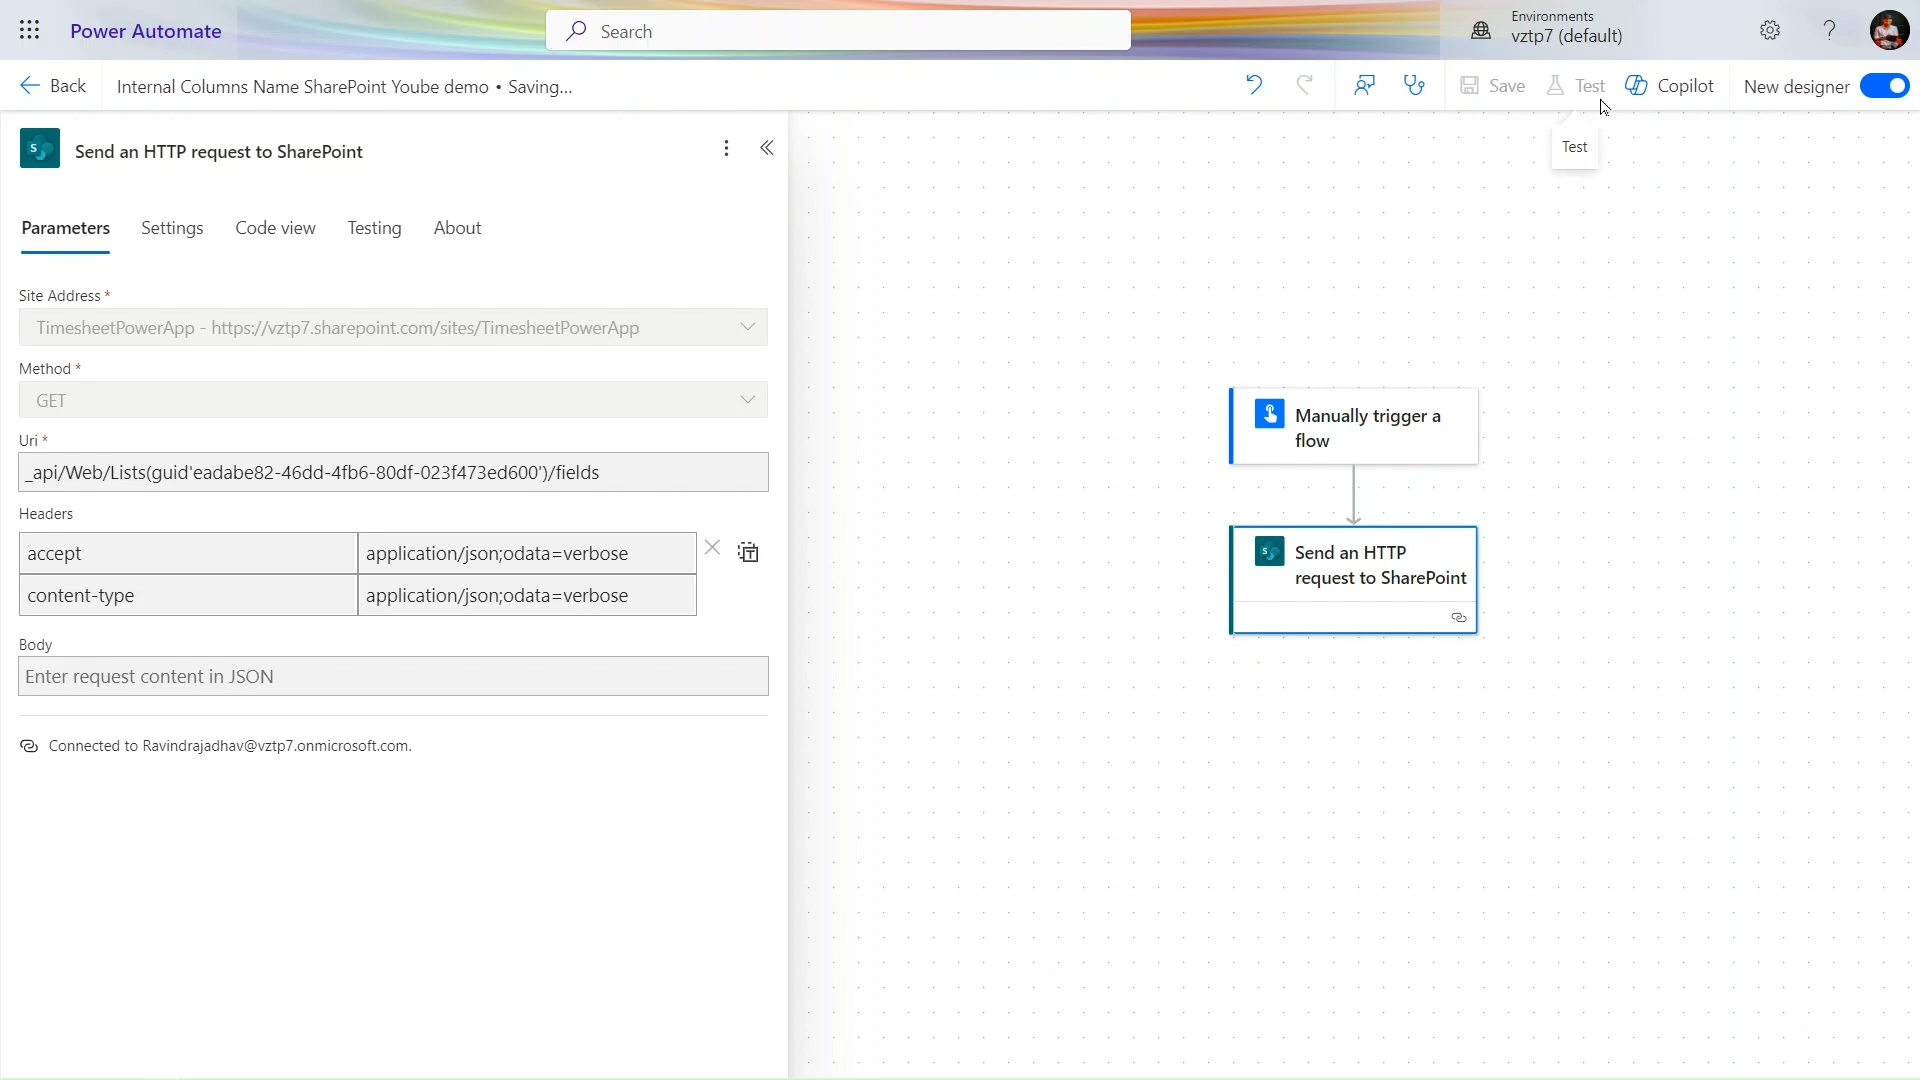 Power Automate
Search
Environments
vztp7 (default)
?
Back
Internal Columns Name SharePoint Yoube demo • Saving...
Save
Test
Copilot
New designer
Test
Send an HTTP request to SharePoint
Parameters
Settings
Code view
Testing
About
Site Address *
TimesheetPowerApp - https://vztp7.sharepoint.com/sites/TimesheetPowerApp
Method *
GET
Uri *
_api/Web/Lists(guid'eadabe82-46dd-4fb6-80df-023f473ed600')/fields
Headers
accept
application/json;odata=verbose
content-type
application/json;odata=verbose
Body
Enter request content in JSON
Connected to Ravindrajadhav@vztp7.onmicrosoft.com.
Manually trigger a
flow
Send an HTTP
request to SharePoint